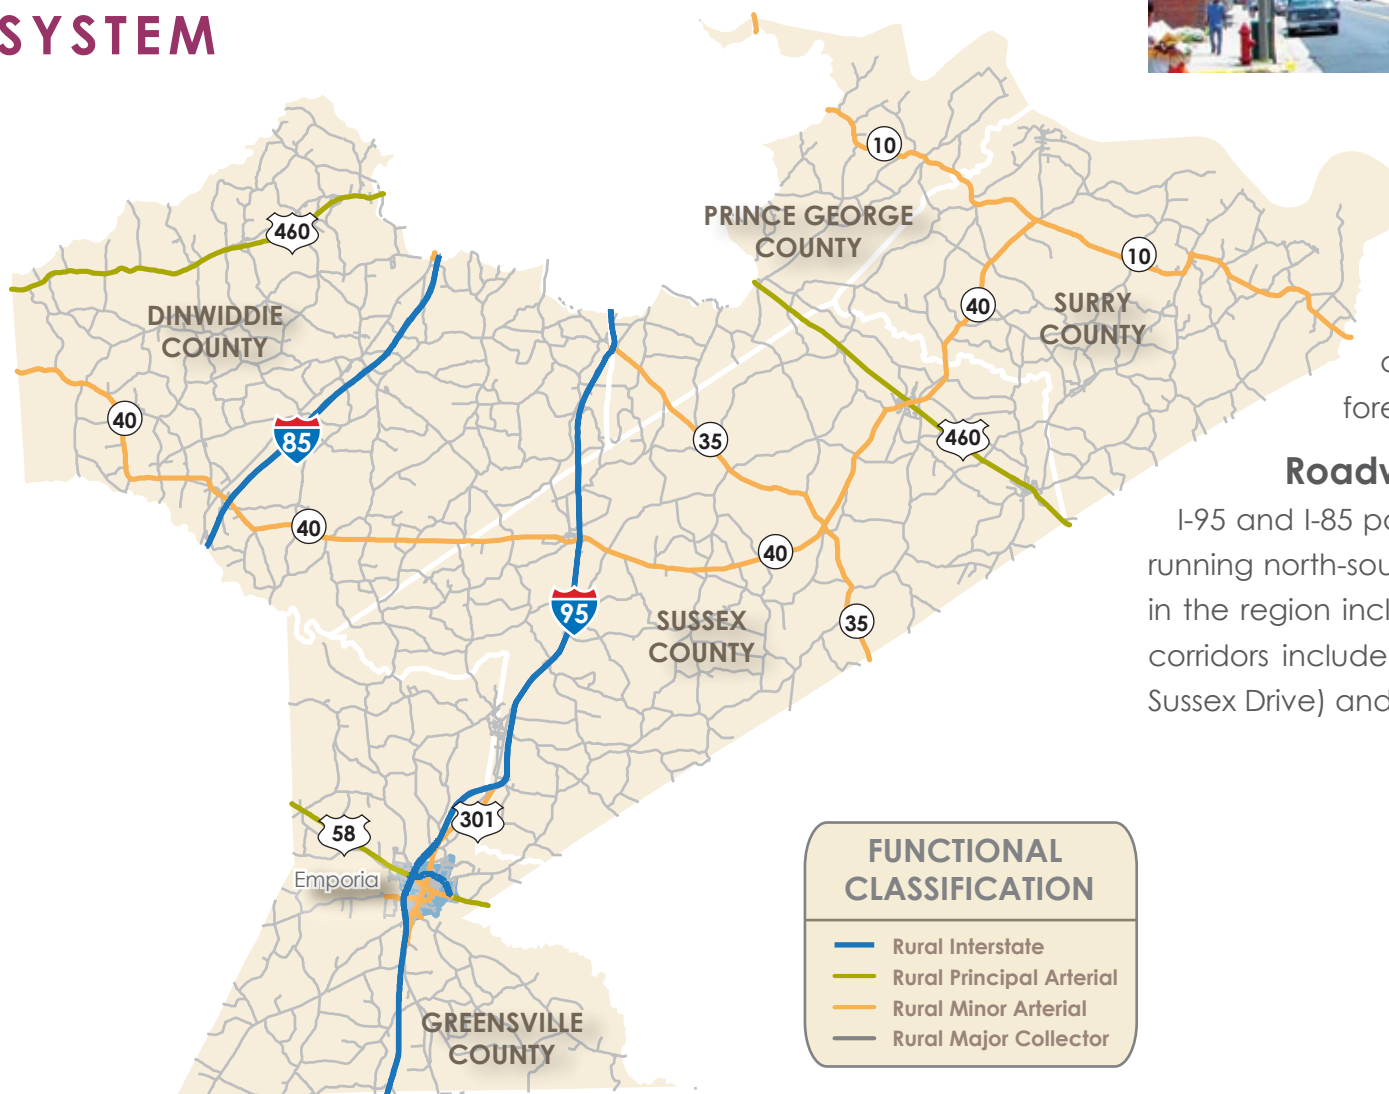 SYSTEM
10
PRINCE GEORGE
COUNTY
460
10
DINWIDDIE
COUNTY
40
SURRY
COUNTY
40
85
35
460
fore
Roadw
I-95 and I-85 pa
running north-sou
in the region incl
corridors include
Sussex Drive) and
40
40
95
SUSSEX
COUNTY
35
301
58
Emporia
FUNCTIONAL
CLASSIFICATION
Rural Interstate
Rural Principal Arterial
Rural Minor Arterial
Rural Major Collector
GREENSVILLE
COUNTY